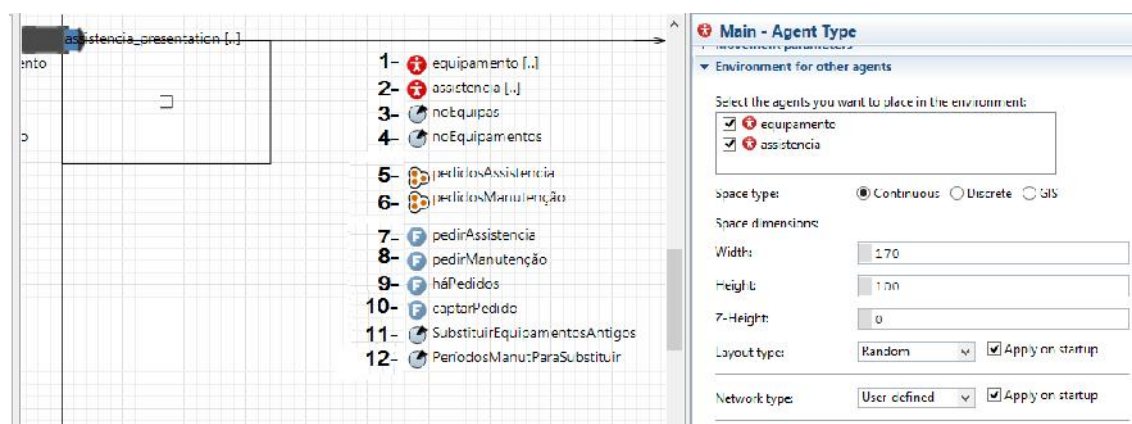 assistencia_presentation [..]
ento
1- equipamento [..]
2- assistencia [..]
3- noEquipas
4- noEquipamentos
5- pedidosAssistencia
6- pedidosManutenção
7- pedirAssistencia
8- pedirManutenção
9- háPedidos
10- captarPedido
11- SubstituirEquipamentosAntigos
12- PeríodosManutParaSubstituir
Main - Agent Type
Movement parameters
Environment for other agents
Select the agents you want to place in the environment:
equipamento
assistencia
Space type: Continuous Discrete GIS
Space dimensions:
Width: 170
Height: 100
Z-Height: 0
Layout type: Random Apply on startup
Network type: User defined Apply on startup